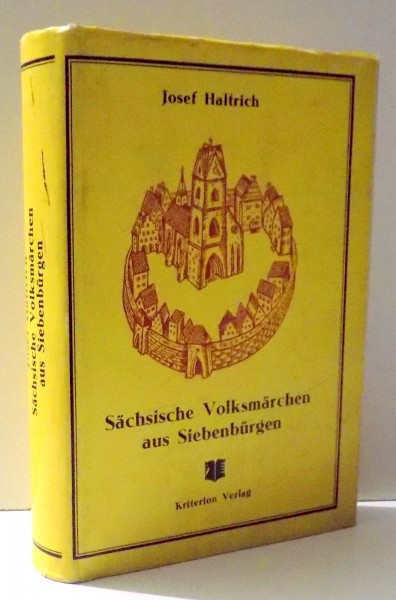 Josef Haltrich
Sächsische Volksmärchen
aus Siebenbürgen
Kriterion Verlag
Sächsische Volksmärchen
aus Siebenbürgen